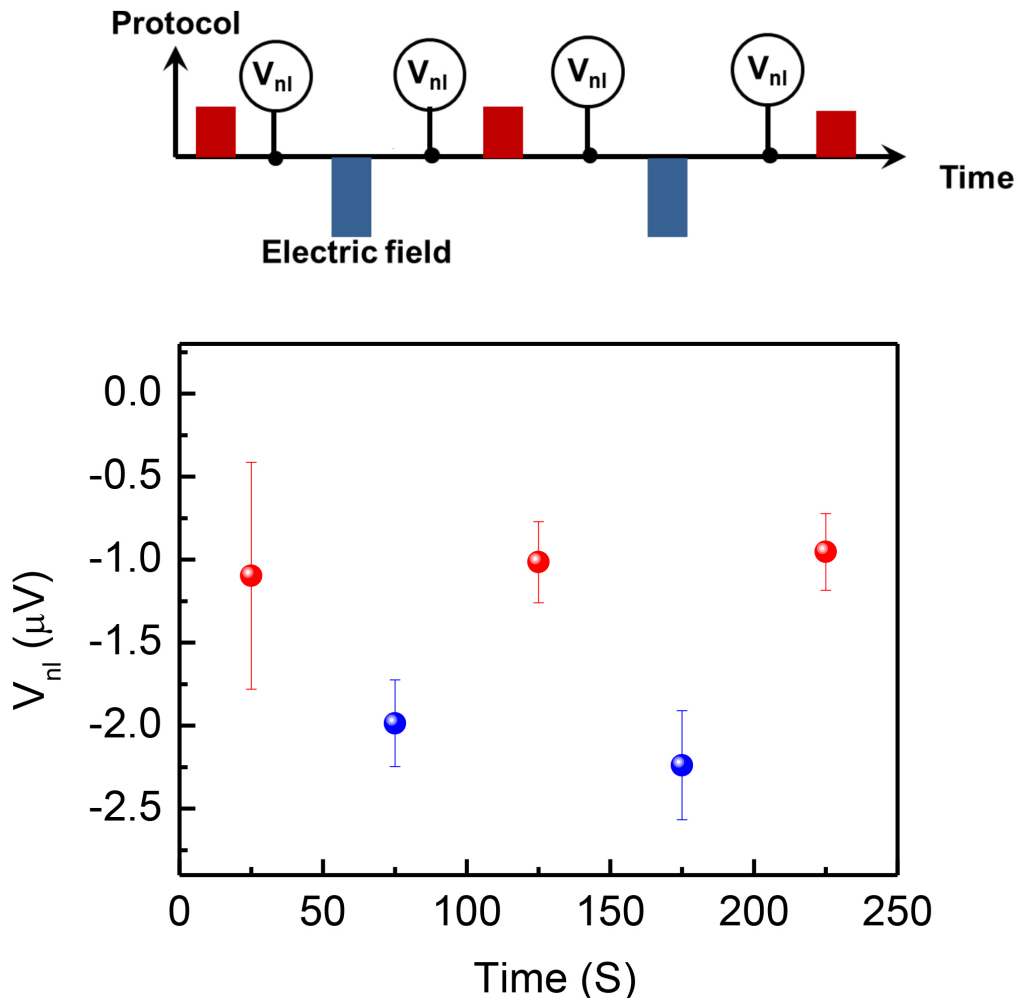 Protocol
Vnl Vnl Vnl Vnl
Time
Electric field
0.0
-0.5
-1.0
-1.5
-2.0
-2.5
Vnl (μV)
0 50 100 150 200 250
Time (S)